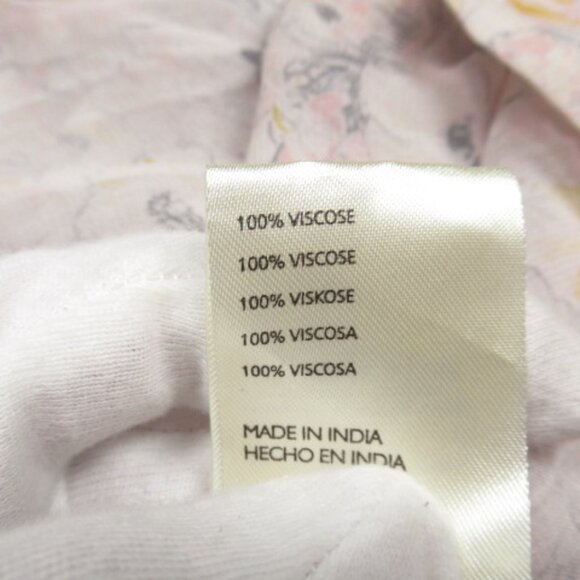 100% VISCOSE
100% VISCOSE
100% VISKOSE
100% VISCOSA
100% VISCOSA
MADE IN INDIA
HECHO EN INDIA